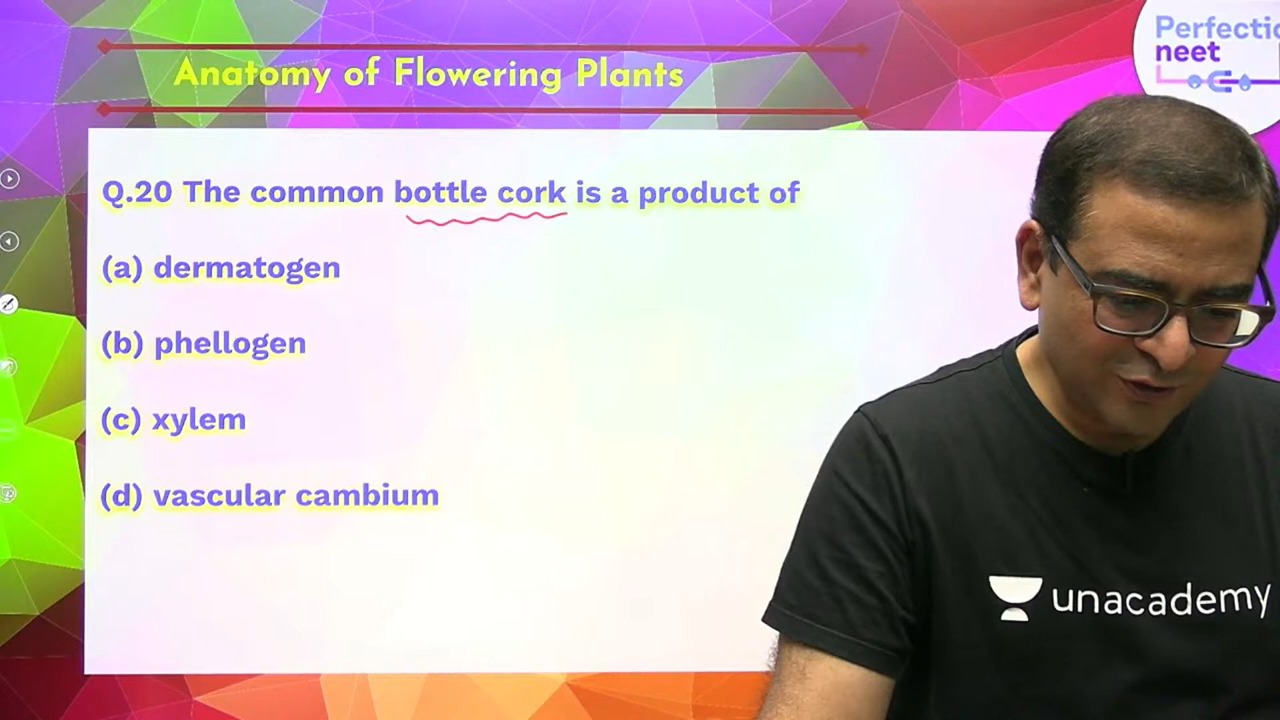 Perfectio
neet
Anatomy of Flowering Plants
Q.20 The common bottle cork is a product of
(a) dermatogen
(b) phellogen
(c) xylem
(d) vascular cambium
unacademy